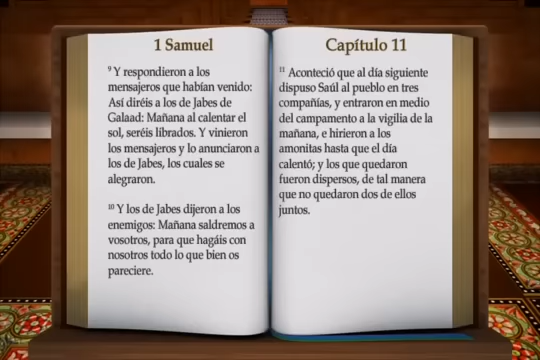 1 Samuel
⁹ Y respondieron a los
mensajeros que habían venido:
Así diréis a los de Jabes de
Galaad: Mañana al calentar el
sol, seréis librados. Y vinieron
los mensajeros y lo anunciaron a
los de Jabes, los cuales se
alegraron.
¹⁰ Y los de Jabes dijeron a los
enemigos: Mañana saldremos a
vosotros, para que hagáis con
nosotros todo lo que bien os
pareciere.
Capítulo 11
¹¹ Aconteció que al día siguiente
dispuso Saúl al pueblo en tres
compañías, y entraron en medio
del campamento a la vigilia de la
mañana, e hirieron a los
amonitas hasta que el día
calentó; y los que quedaron
fueron dispersos, de tal manera
que no quedaron dos de ellos
juntos.